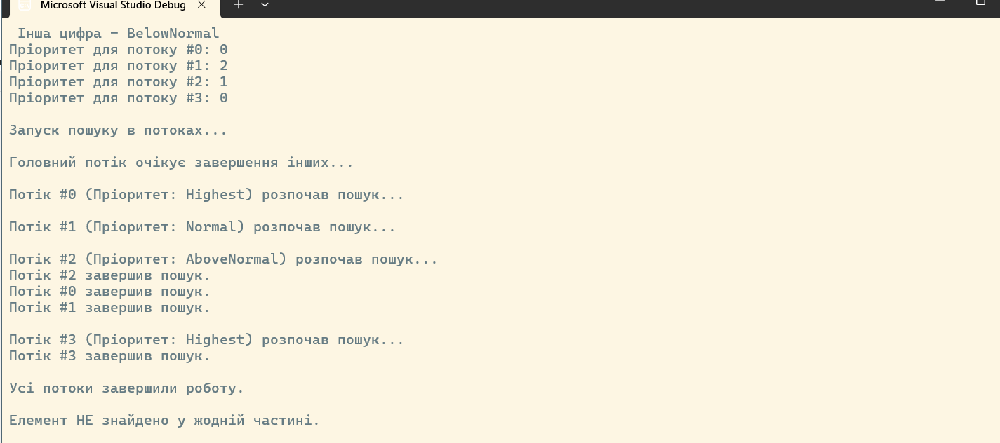 Microsoft Visual Studio Debug
Інша цифра – BelowNormal
Пріоритет для потоку #0: 0
Пріоритет для потоку #1: 2
Пріоритет для потоку #2: 1
Пріоритет для потоку #3: 0
Запуск пошуку в потоках...
Головний потік очікує завершення інших...
Потік #0 (Пріоритет: Highest) розпочав пошук...
Потік #1 (Пріоритет: Normal) розпочав пошук...
Потік #2 (Пріоритет: AboveNormal) розпочав пошук...
Потік #2 завершив пошук.
Потік #0 завершив пошук.
Потік #1 завершив пошук.
Потік #3 (Пріоритет: Highest) розпочав пошук...
Потік #3 завершив пошук.
Усі потоки завершили роботу.
Елемент НЕ знайдено у жодній частині.